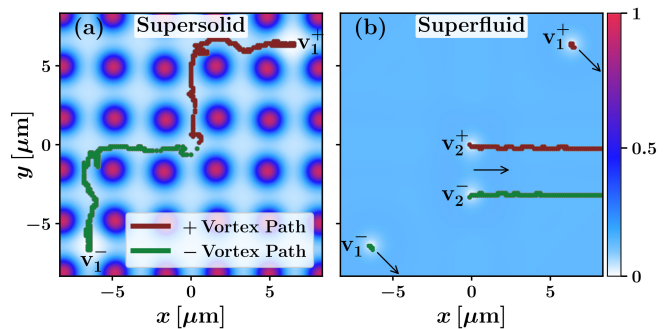 (a) Supersolid
(b) Superfluid
v₁⁺
v₁⁺
v₂⁺
v₂⁻
v₁⁻
v₁⁻
+ Vortex Path
− Vortex Path
5
0
−5
y [μm]
−5 0 5
x [μm]
−5 0 5
x [μm]
1
0.5
0